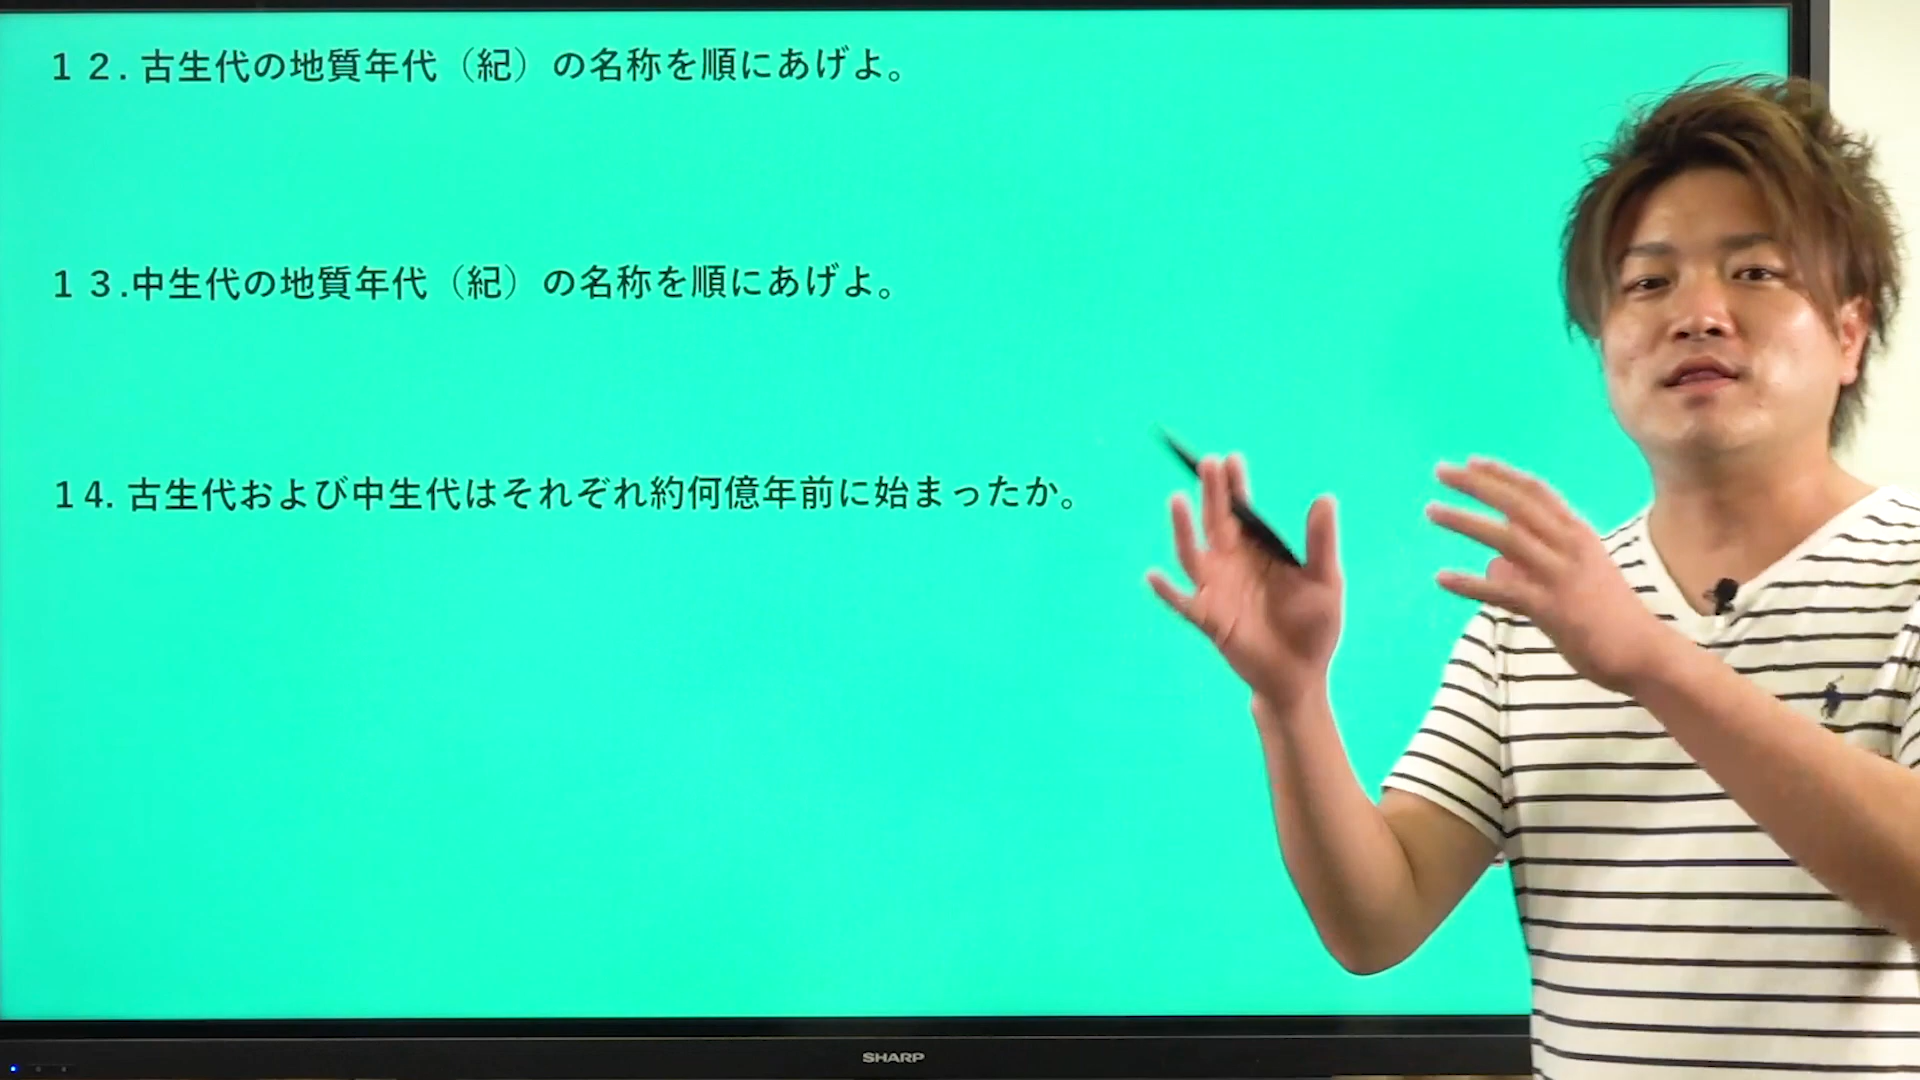 １２. 古生代の地質年代（紀）の名称を順にあげよ。
１３.中生代の地質年代（紀）の名称を順にあげよ。
１4. 古生代および中生代はそれぞれ約何億年前に始まったか。
SHARP